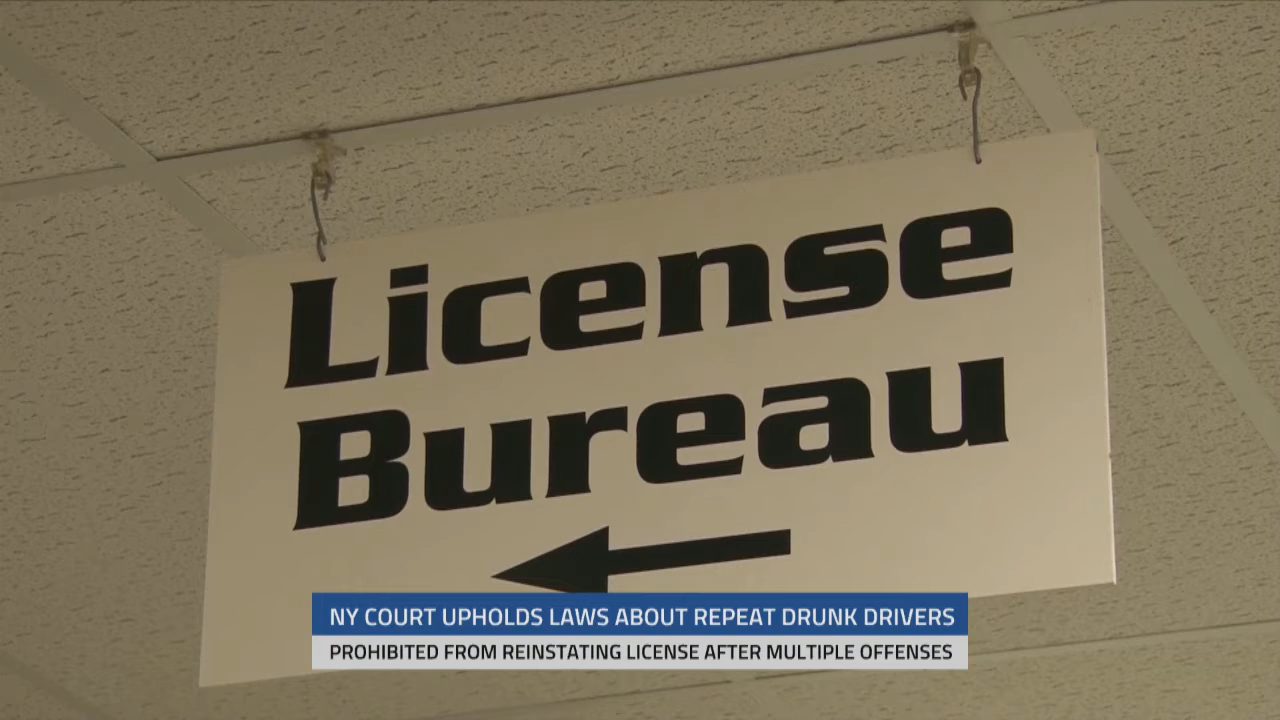 License
Bureau
NY COURT UPHOLDS LAWS ABOUT REPEAT DRUNK DRIVERS
PROHIBITED FROM REINSTATING LICENSE AFTER MULTIPLE OFFENSES